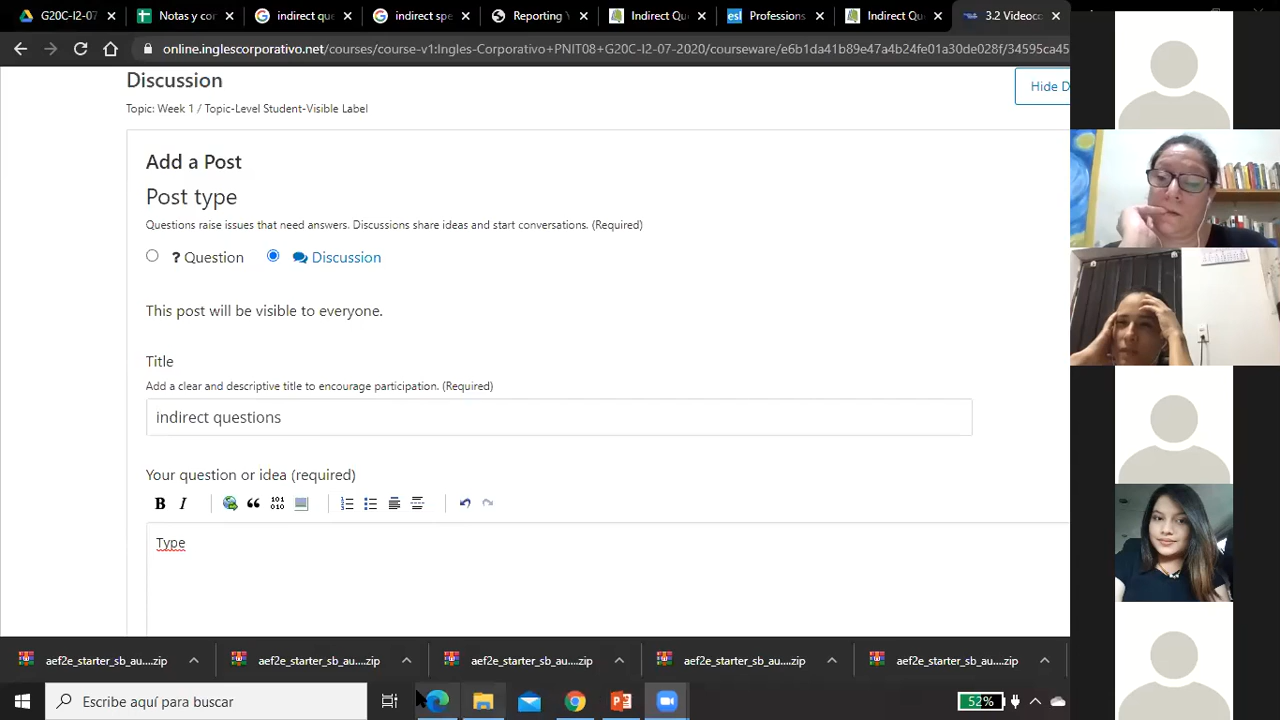 G20C-I2-07
Notas y co
indirect que
indirect spe
Reporting V
Indirect Qu
esl Professions
Indirect Qu
3.2 Videoco
online.inglescorporativo.net/courses/course-v1:Ingles-Corporativo+PNIT08+G20C-I2-07-2020/courseware/e6b1da41b89e47a4b24fe01a30de028f/34595ca45
Discussion
Hide D
Topic: Week 1 / Topic-Level Student-Visible Label
Add a Post
Post type
Questions raise issues that need answers. Discussions share ideas and start conversations. (Required)
? Question
Discussion
This post will be visible to everyone.
Title
Add a clear and descriptive title to encourage participation. (Required)
indirect questions
Your question or idea (required)
B I
Type
aef2e_starter_sb_au....zip
aef2e_starter_sb_au....zip
aef2e_starter_sb_au....zip
aef2e_starter_sb_au....zip
aef2e_starter_sb_au....zip
Escribe aquí para buscar
52%